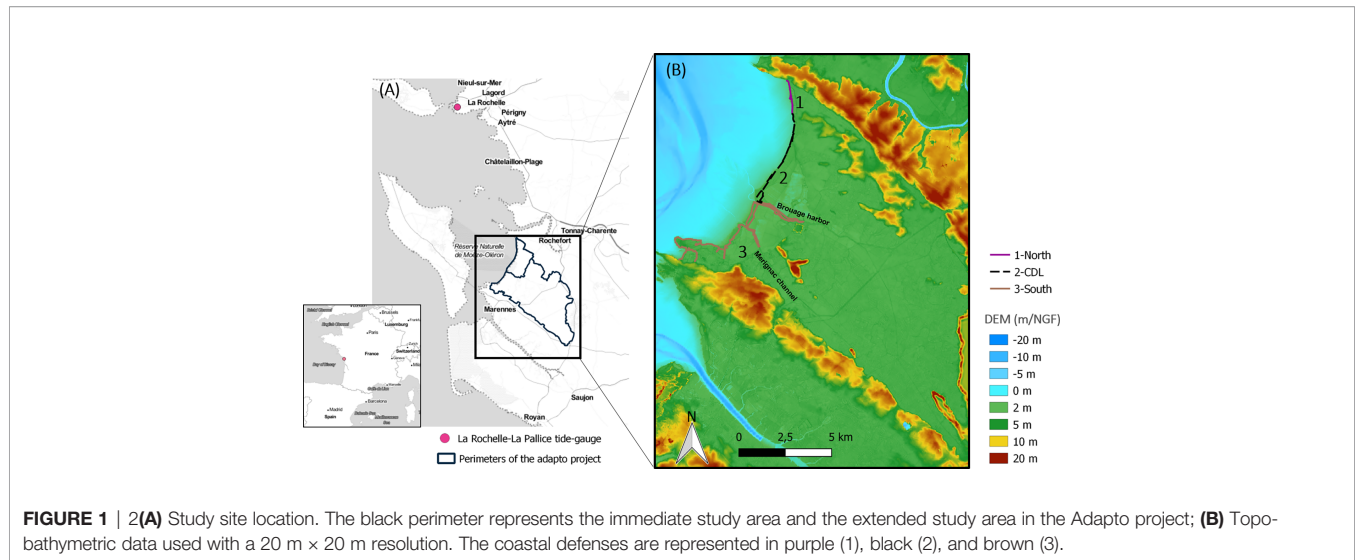 (A)
Nieul-sur-Mer
Lagord
La Rochelle
Périgny
Aytré
Châtelaillon-Plage
Tonnay-Charente
Rochefort
Réserve Naturelle
de Moëze-Oléron
Marennes
Saujon
Royan
Bruxelles
Luxembourg
Paris
France
Switzerland
Bay of Biscay
Barcelona
Madrid
Spain
La Rochelle-La Pallice tide-gauge
Perimeters of the adapto project
(B)
1
2
Brouage harbor
3
Merignac channel
N
0 2,5 5 km
1-North
2-CDL
3-South
DEM (m/NGF)
-20 m
-10 m
-5 m
0 m
2 m
5 m
10 m
20 m
FIGURE 1 | 2(A) Study site location. The black perimeter represents the immediate study area and the extended study area in the Adapto project; (B) Topo-
bathymetric data used with a 20 m × 20 m resolution. The coastal defenses are represented in purple (1), black (2), and brown (3).